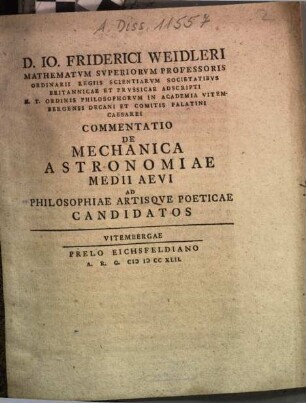 A. Diss. 11557
2
D. IO. FRIDERICI WEIDLERI
MATHEMATVM SVPERIORVM PROFESSORIS
ORDINARII REGIIS SCIENTIARVM SOCIETATIBVS
BRITANNICAE ET PRVSSICAE ADSCRIPTI
H. T. ORDINIS PHILOSOPHORVM IN ACADEMIA VITEM-
BERGENSI DECANI ET COMITIS PALATINI
CAESAREI
COMMENTATIO
DE
MECHANICA
ASTRONOMIAE
MEDII AEVI
AD
PHILOSOPHIAE ARTISQVE POETICAE
CANDIDATOS
VITEMBERGAE
PRELO EICHSFELDIANO
A. R. G. CIƆ IƆ CC XLII.